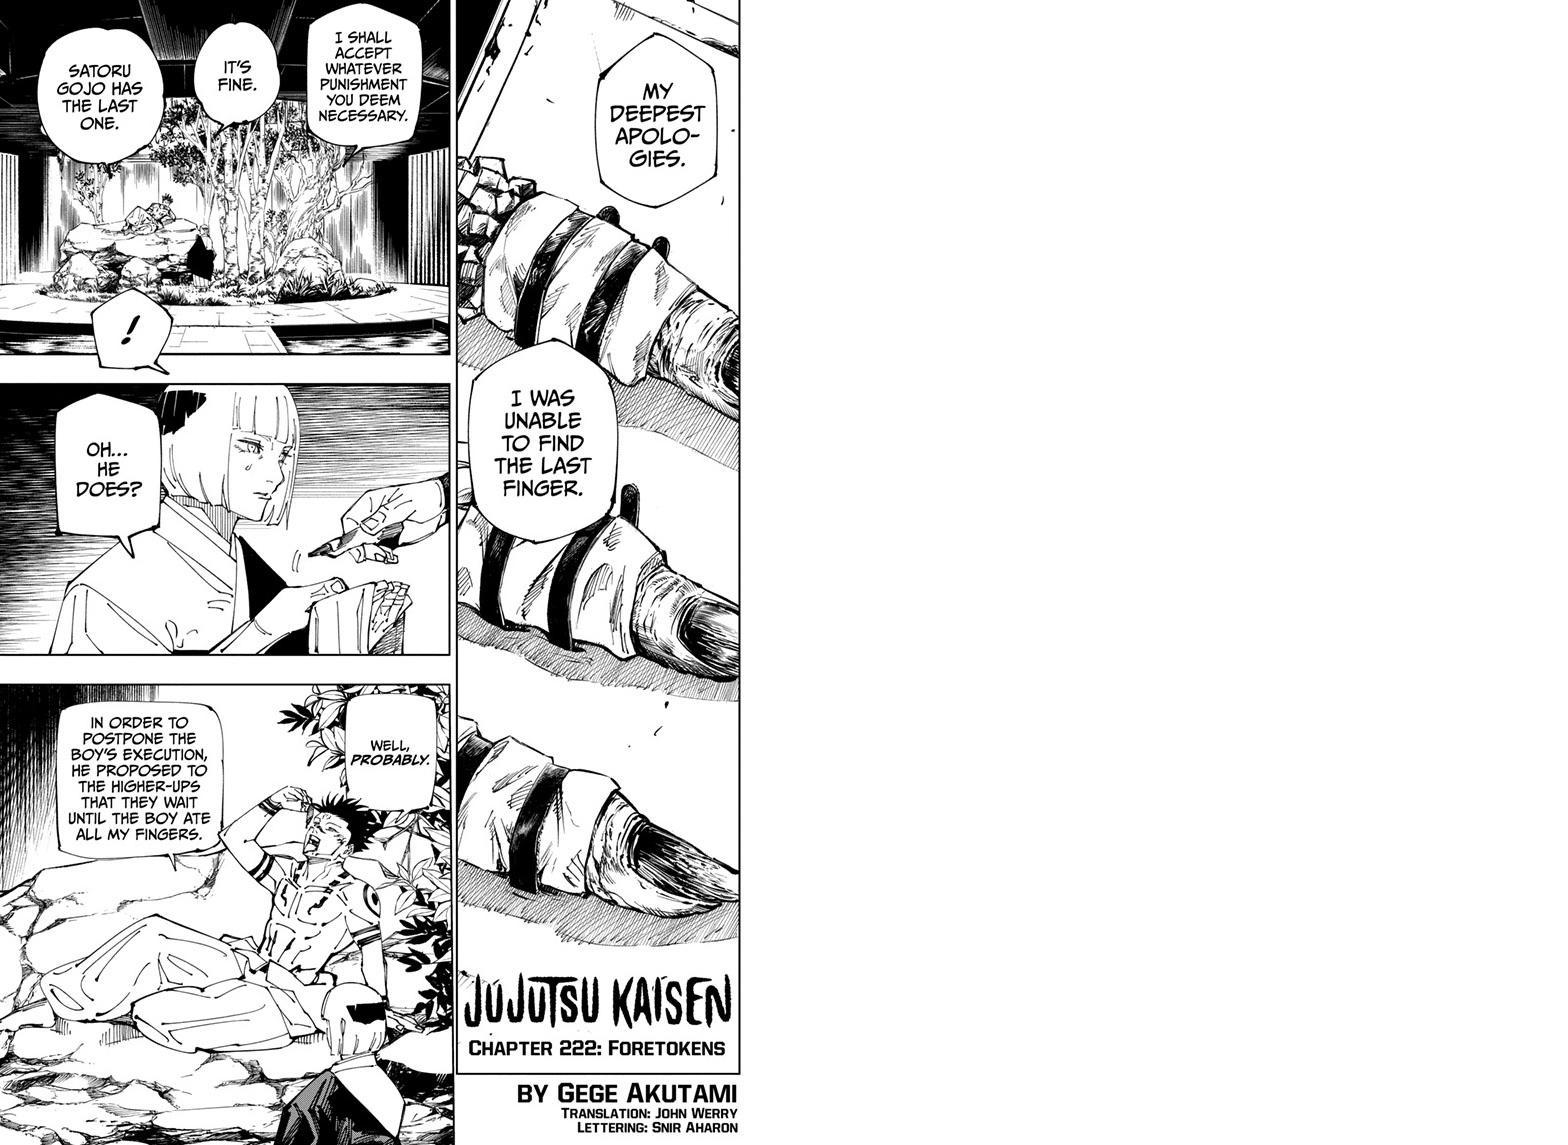 MY
DEEPEST
APOLO-
GIES.
I WAS
UNABLE
TO FIND
THE LAST
FINGER.
JUJUTSU KAISEN
CHAPTER 222: FORETOKENS
BY GEGE AKUTAMI
TRANSLATION: JOHN WERRY
LETTERING: SNIR AHARON
I SHALL
ACCEPT
WHATEVER
PUNISHMENT
YOU DEEM
NECESSARY.
IT'S
FINE.
SATORU
GOJO HAS
THE LAST
ONE.
!
OH...
HE
DOES?
WELL,
PROBABLY.
IN ORDER TO
POSTPONE THE
BOY'S EXECUTION,
HE PROPOSED TO
THE HIGHER-UPS
THAT THEY WAIT
UNTIL THE BOY ATE
ALL MY FINGERS.